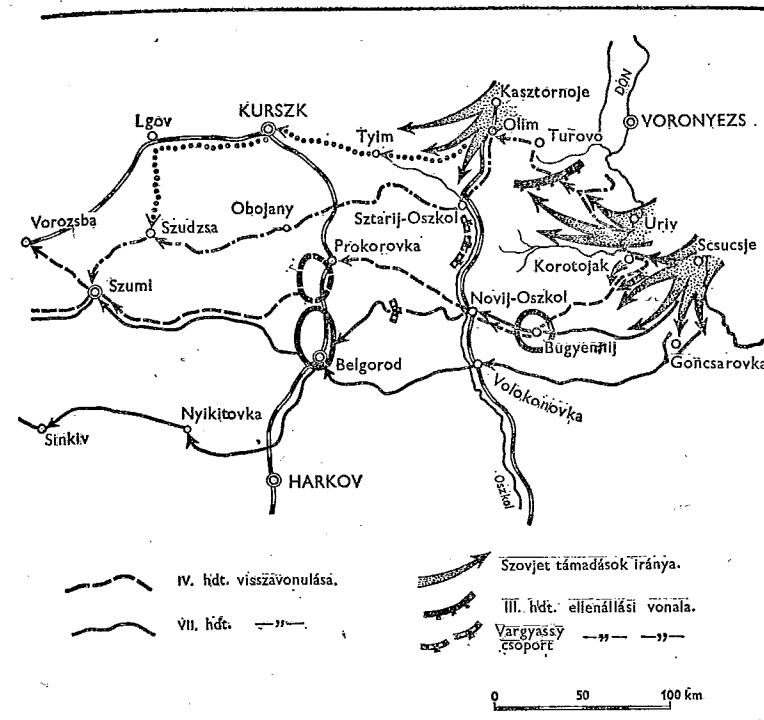 Kasztornoje
DON
Lgov
KURSZK
Olim
Turovo
VORONYEZS
Tyim
Obojany
Sztarij-Oszkol
Uriv
Vorozsba
Szudzsa
Prokorovka
Korotojak
Scsucsje
Szumi
Novij-Oszkol
Bugyennij
Goncsarovka
Belgorod
Volokonovka
Nyikitovka
Sinkiv
HARKOV
Oszkol
IV. hdt. visszavonulása.
VII. hdt. —„—
Szovjet támadások iránya.
III. hdt. ellenállási vonala.
Vargyassy —„— —„—
csoport
0 50 100 km